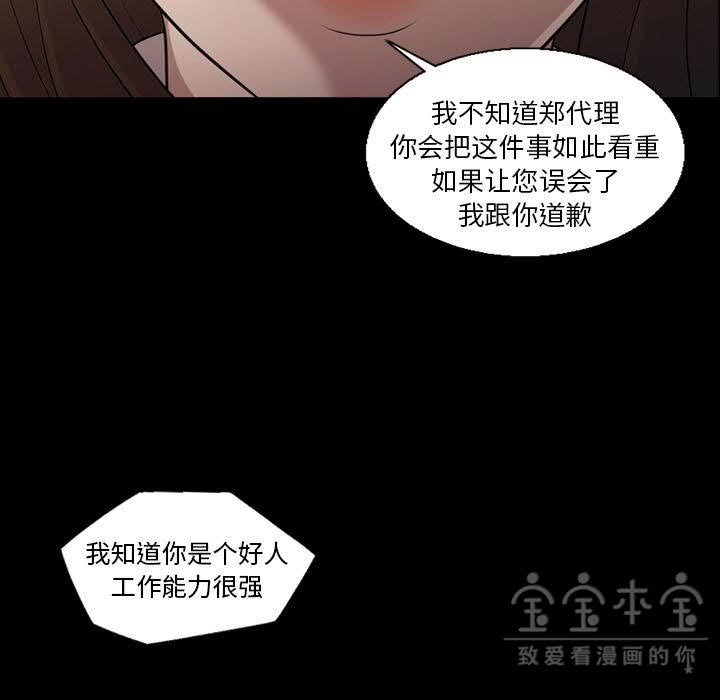 我不知道郑代理
你会把这件事如此看重
如果让您误会了
我跟你道歉
我知道你是个好人
工作能力很强
宝宝本宝
致爱看漫画的你